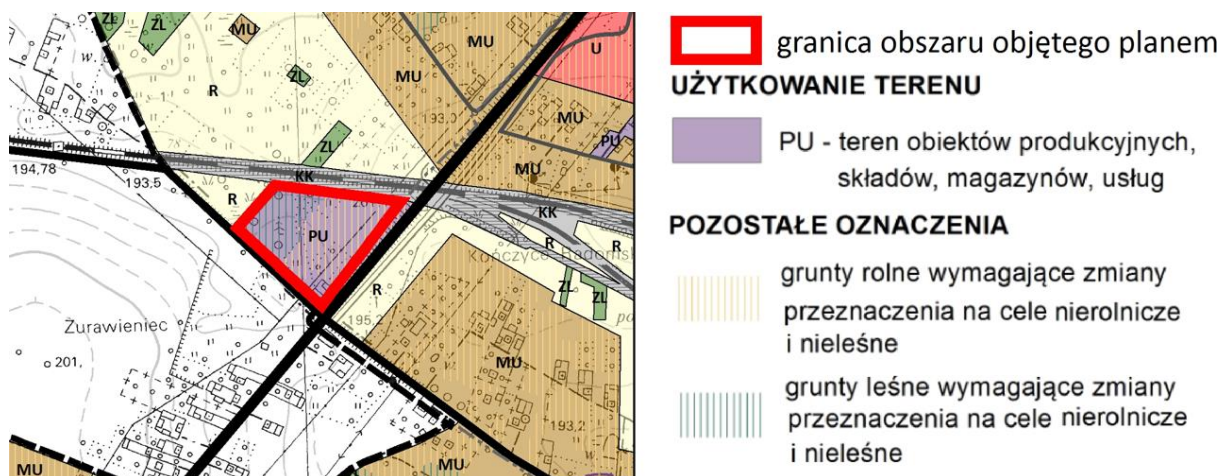 ZL
ZL
MU
w.
MU
U
R
ZL
MU
193,0
MU
PU
ZL
MU
194,78
193,5
KK
R
KK
PU
R
R
Kończyce-Radomsk
ZL
ZL
R
195,2
Żurawieniec
201,
MU
193,2
MU
MU
granica obszaru objętego planem
UŻYTKOWANIE TERENU
PU - teren obiektów produkcyjnych,
składów, magazynów, usług
POZOSTAŁE OZNACZENIA
grunty rolne wymagające zmiany
przeznaczenia na cele nierolnicze
i nieleśne
grunty leśne wymagające zmiany
przeznaczenia na cele nierolnicze
i nieleśne